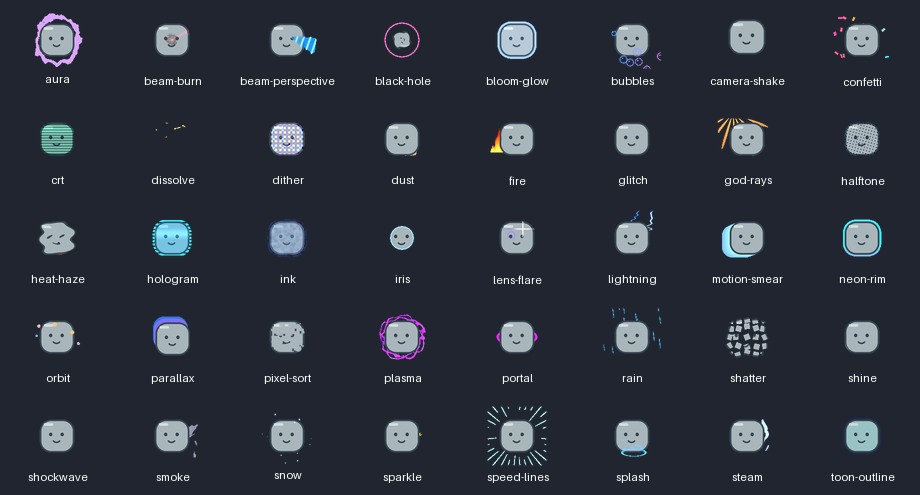 aura beam-burn beam-perspective black-hole bloom-glow bubbles camera-shake confetti
crt dissolve dither dust fire glitch god-rays halftone
heat-haze hologram ink iris lens-flare lightning motion-smear neon-rim
orbit parallax pixel-sort plasma portal rain shatter shine
shockwave smoke snow sparkle speed-lines splash steam toon-outline